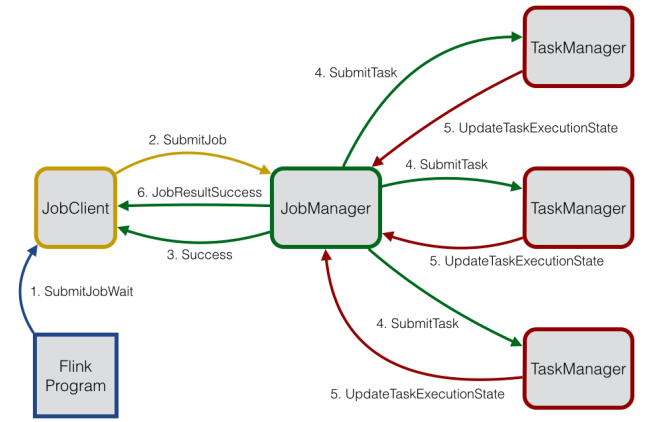 TaskManager
4. SubmitTask
5. UpdateTaskExecutionState
2. SubmitJob
4. SubmitTask
6. JobResultSuccess
JobClient
JobManager
TaskManager
3. Success
5. UpdateTaskExecutionState
1. SubmitJobWait
4. SubmitTask
Flink
Program
TaskManager
5. UpdateTaskExecutionState